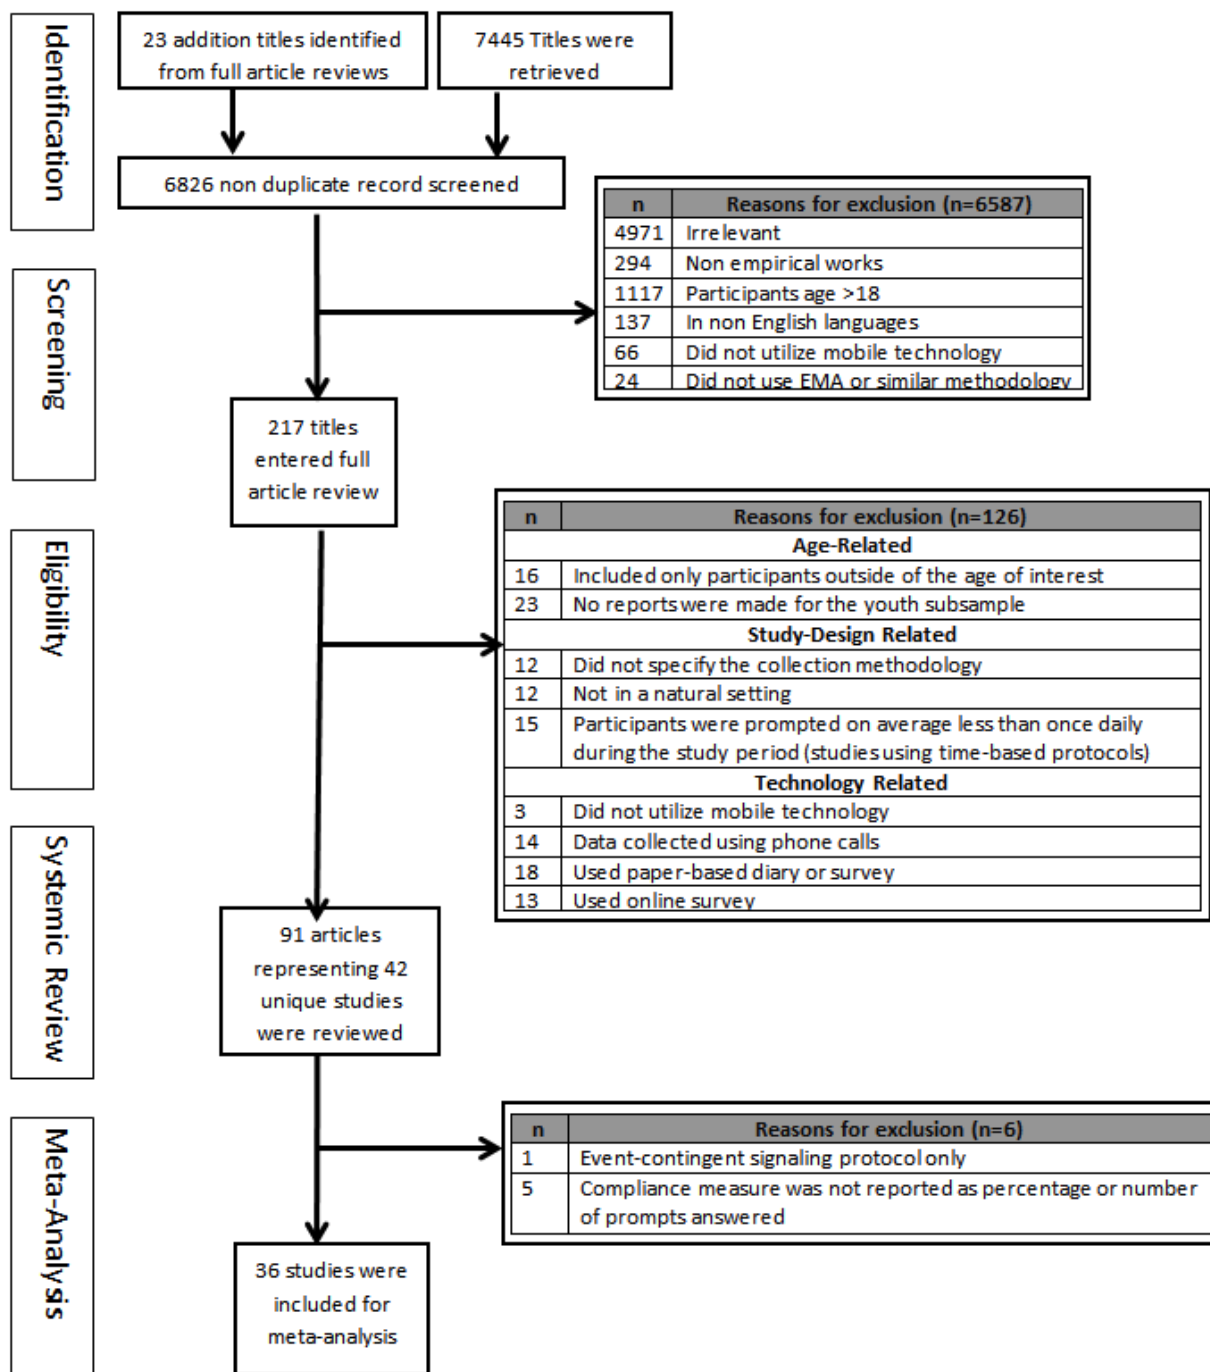 Identification
23 addition titles identified
from full article reviews
7445 Titles were
retrieved
6826 non duplicate record screened
n Reasons for exclusion (n=6587)
4971 Irrelevant
294 Non empirical works
1117 Participants age >18
137 In non English languages
66 Did not utilize mobile technology
24 Did not use EMA or similar methodology
Screening
217 titles
entered full
article review
Eligibility
n Reasons for exclusion (n=126)
Age-Related
16 Included only participants outside of the age of interest
23 No reports were made for the youth subsample
Study-Design Related
12 Did not specify the collection methodology
12 Not in a natural setting
15 Participants were prompted on average less than once daily
during the study period (studies using time-based protocols)
Technology Related
3 Did not utilize mobile technology
14 Data collected using phone calls
18 Used paper-based diary or survey
13 Used online survey
Systemic Review
91 articles
representing 42
unique studies
were reviewed
Meta-Analysis
n Reasons for exclusion (n=6)
1 Event-contingent signaling protocol only
5 Compliance measure was not reported as percentage or number
of prompts answered
36 studies were
included for
meta-analysis